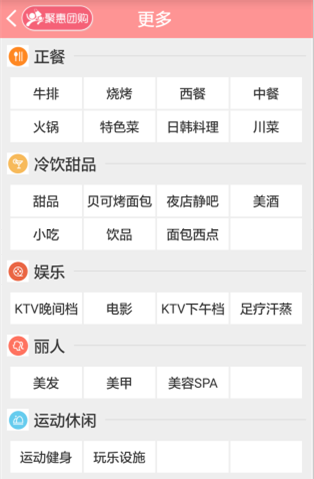 聚惠团购 更多
正餐
牛排 烧烤 西餐 中餐
火锅 特色菜 日韩料理 川菜
冷饮甜品
甜品 贝可烤面包 夜店静吧 美酒
小吃 饮品 面包西点
娱乐
KTV晚间档 电影 KTV下午档 足疗汗蒸
丽人
美发 美甲 美容SPA
运动休闲
运动健身 玩乐设施